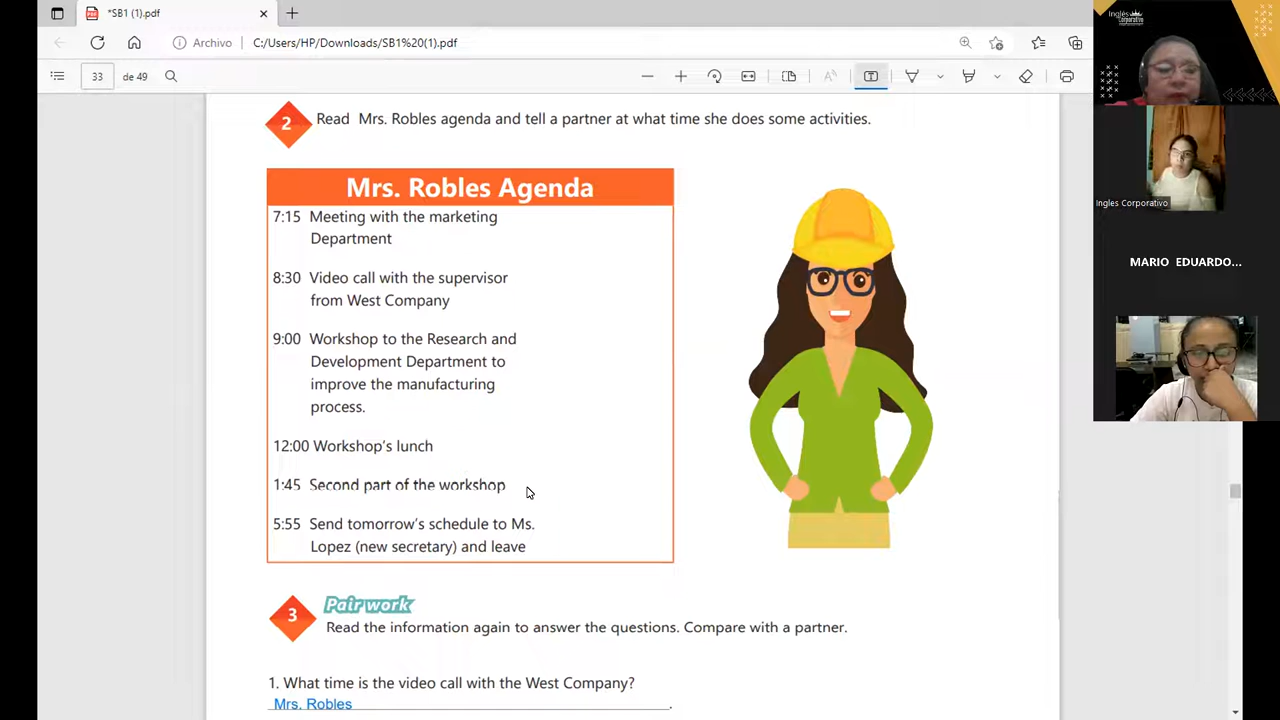 *SB1 (1).pdf
Archivo
C:/Users/HP/Downloads/SB1%20(1).pdf
33
de 49
2
Read Mrs. Robles agenda and tell a partner at what time she does some activities.
Mrs. Robles Agenda
7:15 Meeting with the marketing
Department
8:30 Video call with the supervisor
from West Company
9:00 Workshop to the Research and
Development Department to
improve the manufacturing
process.
12:00 Workshop's lunch
1:45 Second part of the workshop
5:55 Send tomorrow's schedule to Ms.
Lopez (new secretary) and leave
3
Pair work
Read the information again to answer the questions. Compare with a partner.
1. What time is the video call with the West Company?
Mrs. Robles
Inglés
Corporativo
Ingles Corporativo
MARIO EDUARDO...